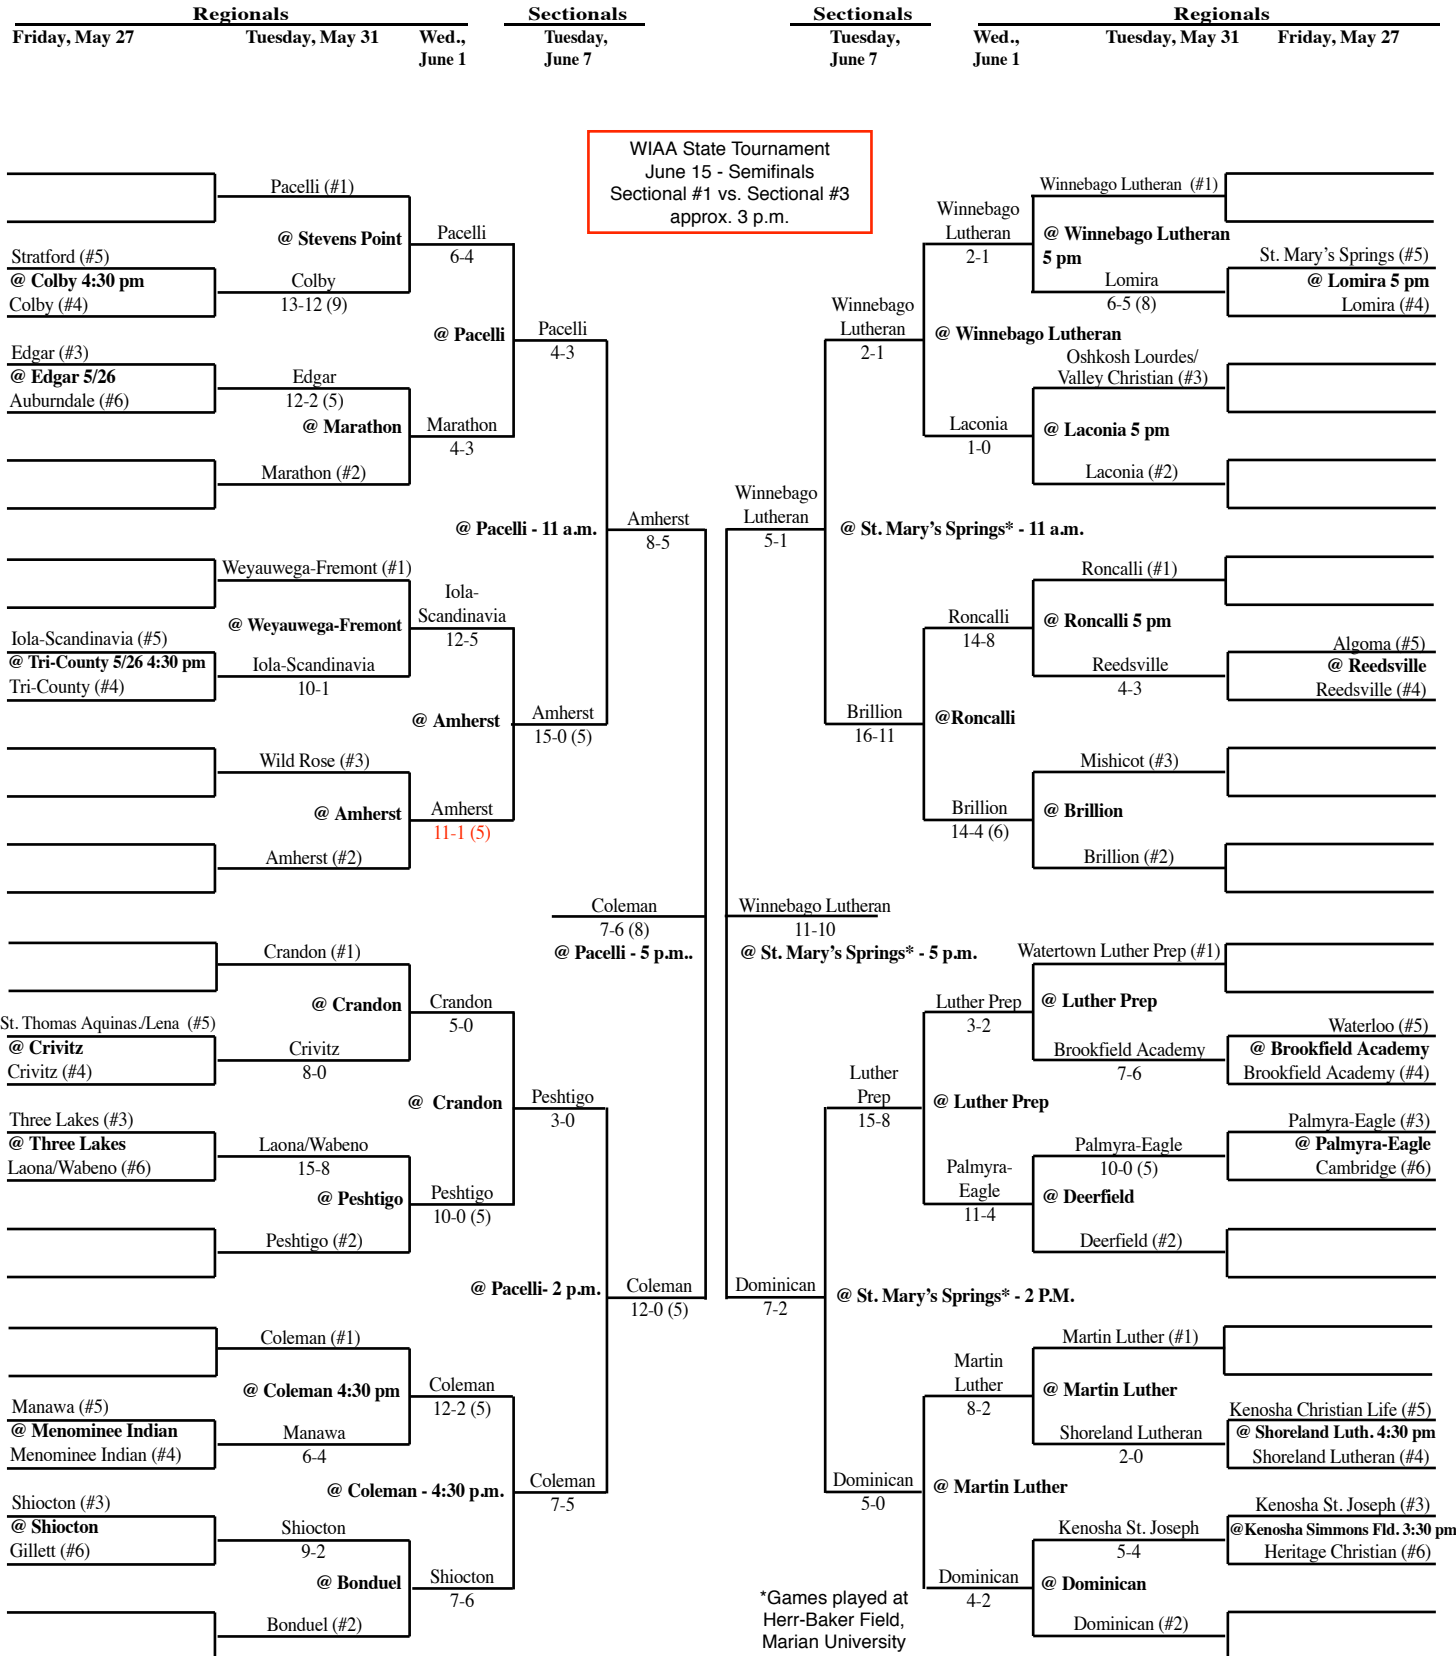 Regionals
Sectionals
Sectionals
Regionals
Friday, May 27
Tuesday, May 31
Wed.,
June 1
Tuesday,
June 7
Tuesday,
June 7
Wed.,
June 1
Tuesday, May 31
Friday, May 27
WIAA State Tournament
June 15 - Semifinals
Sectional #1 vs. Sectional #3
approx. 3 p.m.
Pacelli (#1)
@ Stevens Point
Stratford (#5)
@ Colby 4:30 pm
Colby (#4)
Colby
13-12 (9)
Pacelli
6-4
@ Pacelli
Edgar (#3)
@ Edgar 5/26
Auburndale (#6)
Edgar
12-2 (5)
@ Marathon
Marathon (#2)
Marathon
4-3
Pacelli
4-3
@ Pacelli - 11 a.m.
Amherst
8-5
Weyauwega-Fremont (#1)
@ Weyauwega-Fremont
Iola-Scandinavia (#5)
@ Tri-County 5/26 4:30 pm
Tri-County (#4)
Iola-Scandinavia
10-1
Iola-
Scandinavia
12-5
@ Amherst
Amherst
15-0 (5)
Wild Rose (#3)
@ Amherst
Amherst (#2)
Amherst
11-1 (5)
Coleman
7-6 (8)
@ Pacelli - 5 p.m..
Crandon (#1)
@ Crandon
St. Thomas Aquinas./Lena (#5)
@ Crivitz
Crivitz (#4)
Crivitz
8-0
Crandon
5-0
@ Crandon
Three Lakes (#3)
@ Three Lakes
Laona/Wabeno (#6)
Laona/Wabeno
15-8
@ Peshtigo
Peshtigo (#2)
Peshtigo
10-0 (5)
Peshtigo
3-0
@ Pacelli- 2 p.m.
Coleman
12-0 (5)
Coleman (#1)
@ Coleman 4:30 pm
Manawa (#5)
@ Menominee Indian
Menominee Indian (#4)
Manawa
6-4
Coleman
12-2 (5)
@ Coleman - 4:30 p.m.
Coleman
7-5
Shiocton (#3)
@ Shiocton
Gillett (#6)
Shiocton
9-2
@ Bonduel
Bonduel (#2)
Shiocton
7-6
Winnebago Lutheran (#1)
@ Winnebago Lutheran
5 pm
St. Mary's Springs (#5)
@ Lomira 5 pm
Lomira (#4)
Lomira
6-5 (8)
Winnebago
Lutheran
2-1
@ Winnebago Lutheran
Winnebago
Lutheran
2-1
Oshkosh Lourdes/
Valley Christian (#3)
@ Laconia 5 pm
Laconia (#2)
Laconia
1-0
Winnebago
Lutheran
5-1
@ St. Mary's Springs* - 11 a.m.
Roncalli (#1)
@ Roncalli 5 pm
Algoma (#5)
@ Reedsville
Reedsville (#4)
Reedsville
4-3
Roncalli
14-8
@Roncalli
Brillion
16-11
Mishicot (#3)
@ Brillion
Brillion (#2)
Brillion
14-4 (6)
Winnebago Lutheran
11-10
@ St. Mary's Springs* - 5 p.m.
Watertown Luther Prep (#1)
@ Luther Prep
Waterloo (#5)
@ Brookfield Academy
Brookfield Academy (#4)
Brookfield Academy
7-6
Luther Prep
3-2
@ Luther Prep
Luther
Prep
15-8
Palmyra-Eagle (#3)
@ Palmyra-Eagle
Cambridge (#6)
Palmyra-Eagle
10-0 (5)
@ Deerfield
Deerfield (#2)
Palmyra-
Eagle
11-4
Dominican
7-2
@ St. Mary's Springs* - 2 P.M.
Martin Luther (#1)
@ Martin Luther
Kenosha Christian Life (#5)
@ Shoreland Luth. 4:30 pm
Shoreland Lutheran (#4)
Shoreland Lutheran
2-0
Martin
Luther
8-2
@ Martin Luther
Dominican
5-0
Kenosha St. Joseph (#3)
@Kenosha Simmons Fld. 3:30 pm
Heritage Christian (#6)
Kenosha St. Joseph
5-4
@ Dominican
Dominican (#2)
Dominican
4-2
*Games played at
Herr-Baker Field,
Marian University